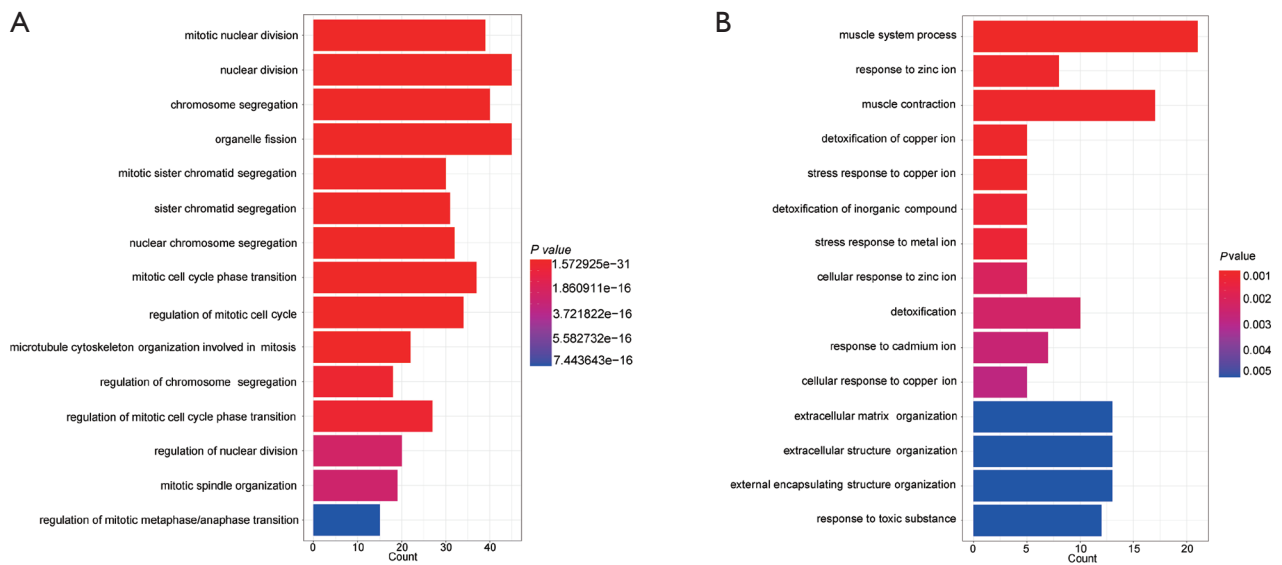 A
mitotic nuclear division
nuclear division
chromosome segregation
organelle fission
mitotic sister chromatid segregation
sister chromatid segregation
nuclear chromosome segregation
mitotic cell cycle phase transition
regulation of mitotic cell cycle
microtubule cytoskeleton organization involved in mitosis
regulation of chromosome segregation
regulation of mitotic cell cycle phase transition
regulation of nuclear division
mitotic spindle organization
regulation of mitotic metaphase/anaphase transition
0 10 20 30 40
Count
P value
1.572925e−31
1.860911e−16
3.721822e−16
5.582732e−16
7.443643e−16
B
muscle system process
response to zinc ion
muscle contraction
detoxification of copper ion
stress response to copper ion
detoxification of inorganic compound
stress response to metal ion
cellular response to zinc ion
detoxification
response to cadmium ion
cellular response to copper ion
extracellular matrix organization
extracellular structure organization
external encapsulating structure organization
response to toxic substance
0 5 10 15 20
Count
Pvalue
0.001
0.002
0.003
0.004
0.005